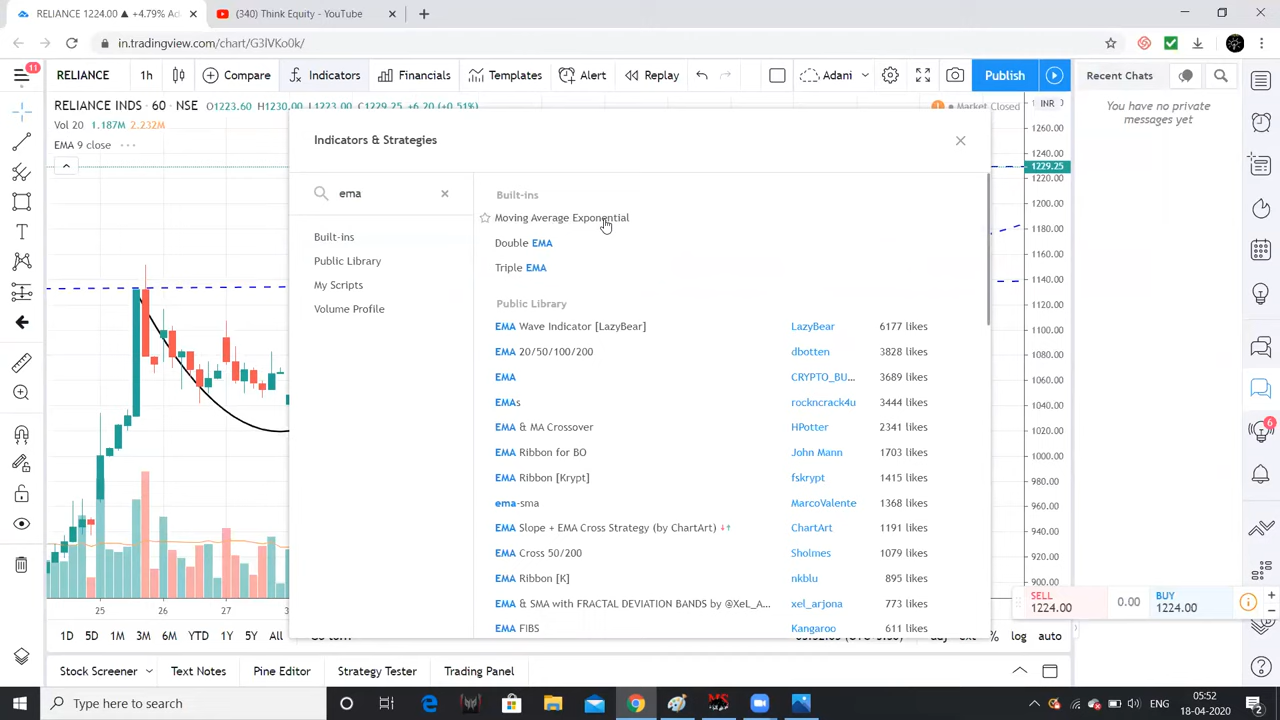 RELIANCE 1224.00 ▲ +4.79% Ad
(340) Think Equity - YouTube
in.tradingview.com/chart/G3lVKo0k/
11
RELIANCE 1h Compare Indicators Financials Templates Alert Replay Adani Publish Recent Chats
RELIANCE INDS · 60 · NSE O1223.60 H1230.00 L1223.00 C1229.25 +6.20 (+0.51%)
Market Closed
INR
You have no private
messages yet
Vol 20 1.187M 2.232M
EMA 9 close
Indicators & Strategies
ema
Built-ins
Public Library
My Scripts
Volume Profile
Built-ins
Moving Average Exponential
Double EMA
Triple EMA
Public Library
EMA Wave Indicator [LazyBear] LazyBear 6177 likes
EMA 20/50/100/200 dbotten 3828 likes
EMA CRYPTO_BU... 3689 likes
EMAs rockncrack4u 3444 likes
EMA & MA Crossover HPotter 2341 likes
EMA Ribbon for BO John Mann 1703 likes
EMA Ribbon [Krypt] fskrypt 1415 likes
ema-sma MarcoValente 1368 likes
EMA Slope + EMA Cross Strategy (by ChartArt) ChartArt 1191 likes
EMA Cross 50/200 Sholmes 1079 likes
EMA Ribbon [K] nkblu 895 likes
EMA & SMA with FRACTAL DEVIATION BANDS by @XeL_A... xel_arjona 773 likes
EMA FIBS Kangaroo 611 likes
1260.00
1240.00
1229.25
1200.00
1180.00
1160.00
1140.00
1120.00
1100.00
1080.00
1060.00
1040.00
1020.00
1000.00
980.00
960.00
940.00
920.00
900.00
6
SELL
1224.00
0.00
BUY
1224.00
25 26 27
1D 5D 1M 3M 6M YTD 1Y 5Y All
% log auto
Stock Screener Text Notes Pine Editor Strategy Tester Trading Panel
Type here to search
ENG
05:52
18-04-2020